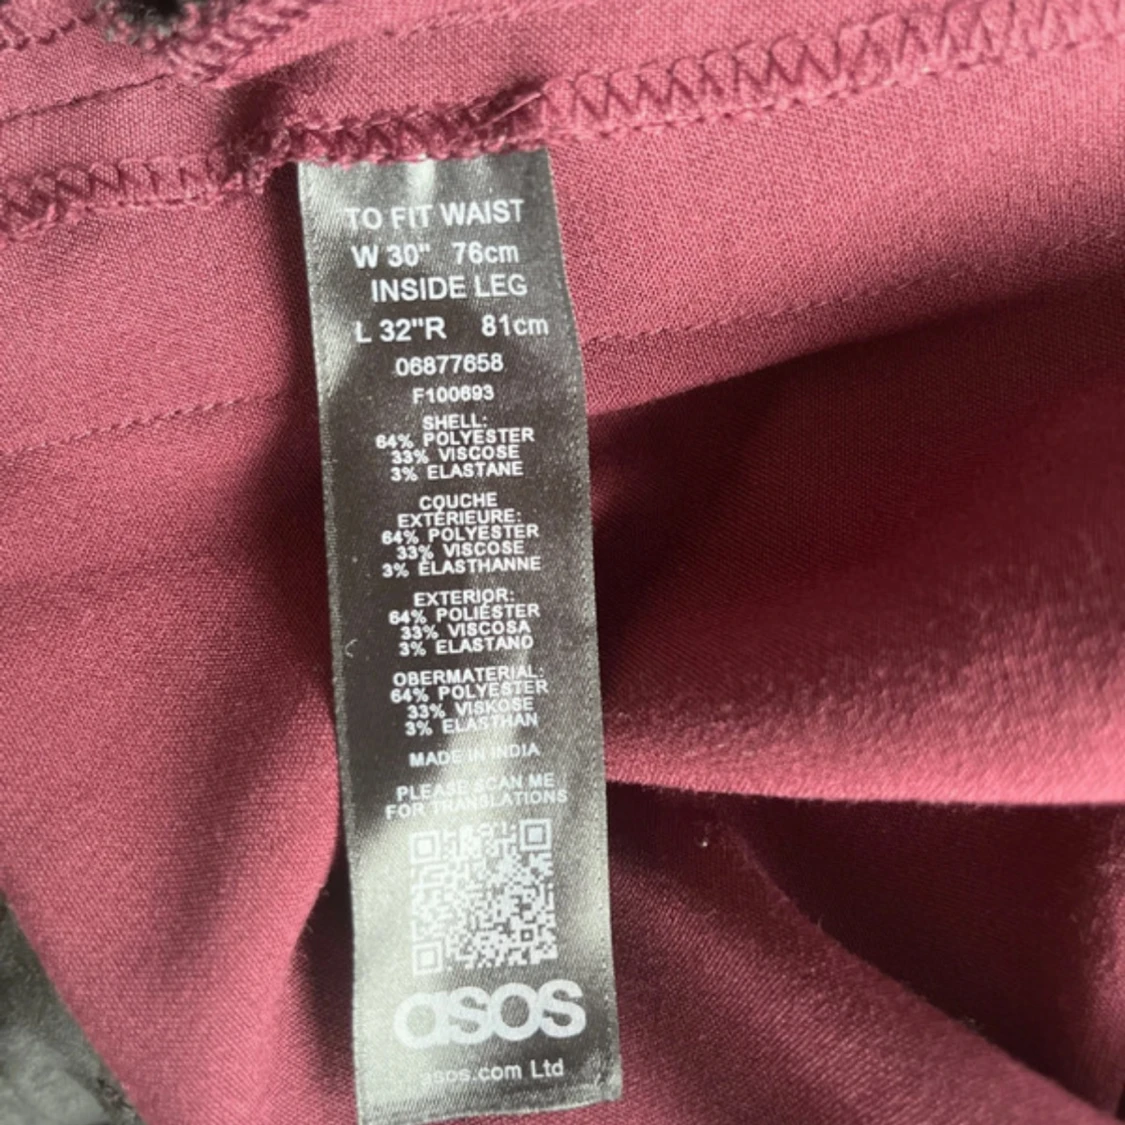 TO FIT WAIST
W 30" 76cm
INSIDE LEG
L 32"R 81cm
06877658
F100693
SHELL:
64% POLYESTER
33% VISCOSE
3% ELASTANE
COUCHE
EXTÉRIEURE:
64% POLYESTER
33% VISCOSE
3% ÉLASTHANNE
EXTERIOR:
64% POLIÉSTER
33% VISCOSA
3% ELASTANO
OBERMATERIAL:
64% POLYESTER
33% VISKOSE
3% ELASTHAN
MADE IN INDIA
PLEASE SCAN ME
FOR TRANSLATIONS
asos
asos.com Ltd